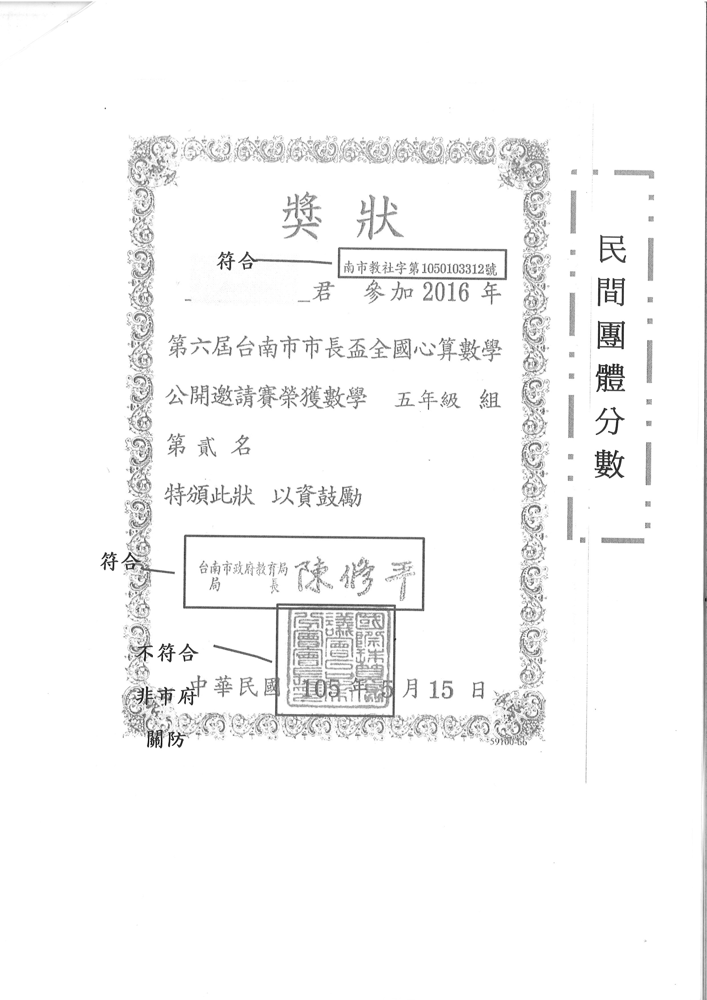 獎狀
符合
南市教社字第1050103312號
君 參加 2016 年
第六屆台南市市長盃全國心算數學
公開邀請賽榮獲數學 五年級 組
第 貳 名
特頒此狀 以資鼓勵
符合
台南市政府教育局
局長 陳修平
不符合
非市府
關防
中華民國 105 年 5 月 15 日
59100-66
民間團體分數